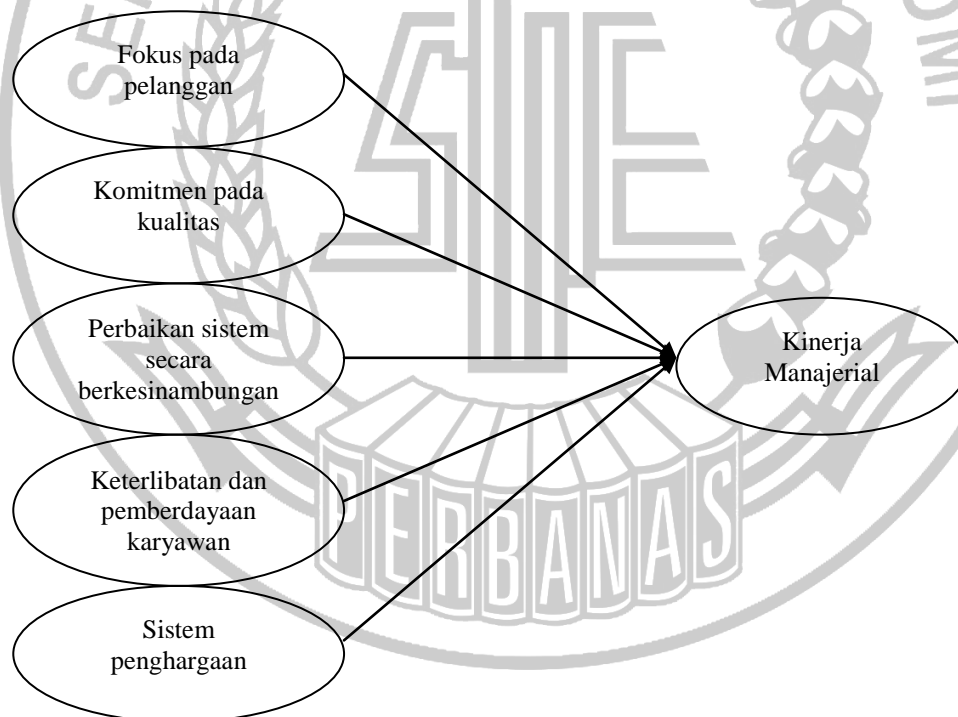 Fokus pada
pelanggan
Komitmen pada
kualitas
Perbaikan sistem
secara
berkesinambungan
Keterlibatan dan
pemberdayaan
karyawan
Sistem
penghargaan
Kinerja
Manajerial
PERBANAS